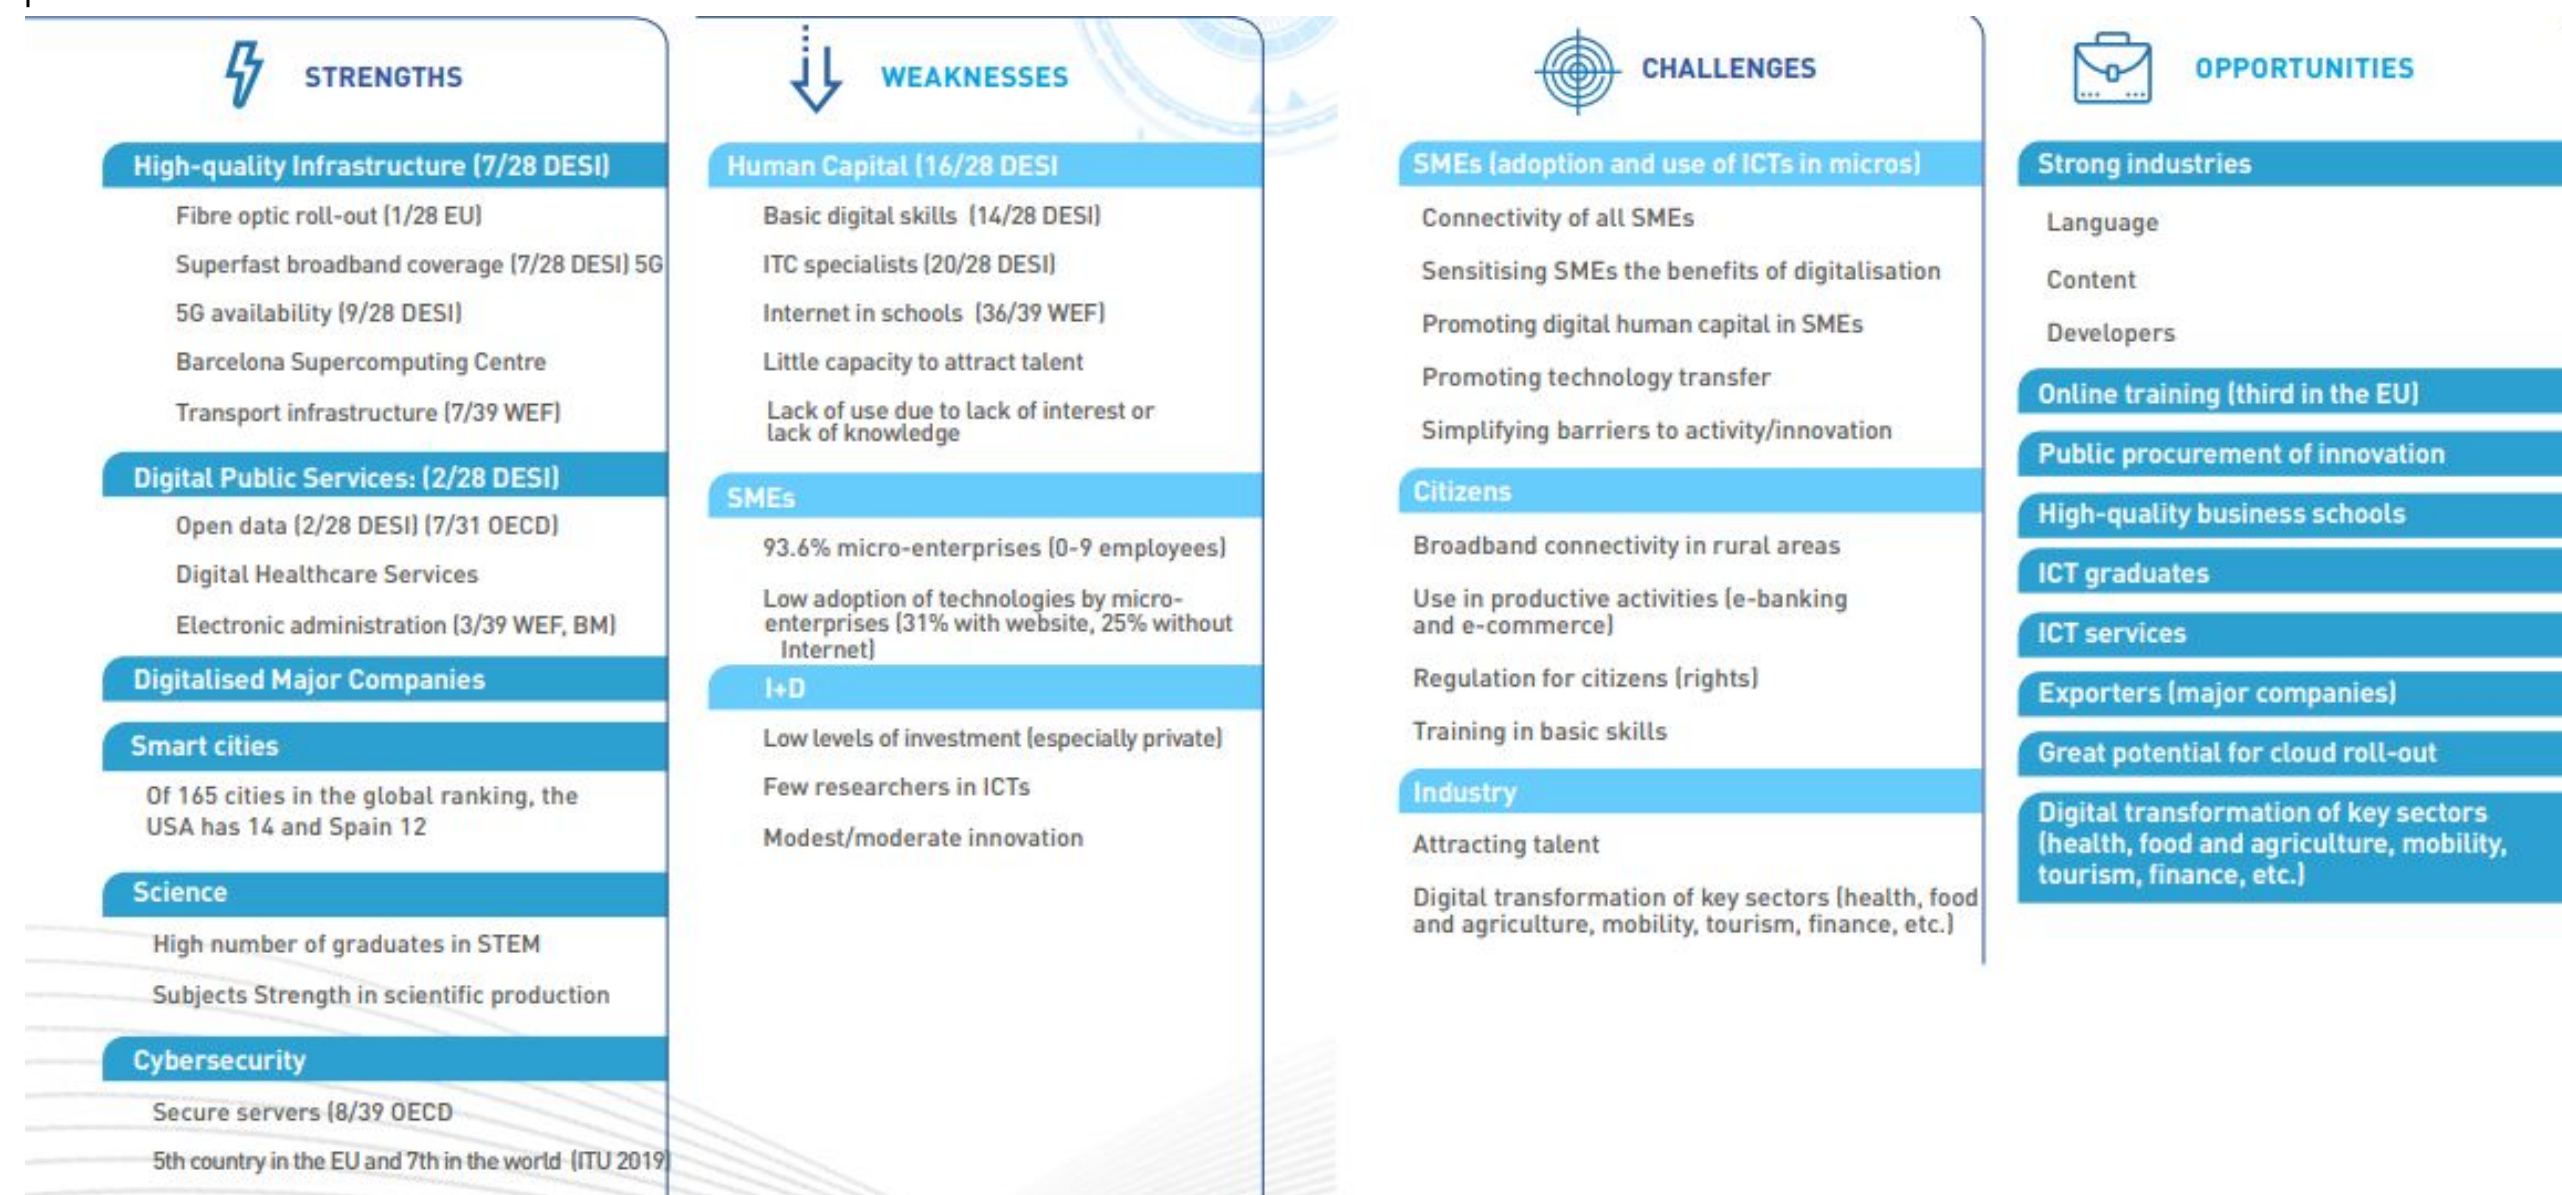 STRENGTHS
High-quality Infrastructure (7/28 DESI)
Fibre optic roll-out (1/28 EU)
Superfast broadband coverage (7/28 DESI) 5G
5G availability (9/28 DESI)
Barcelona Supercomputing Centre
Transport infrastructure (7/39 WEF)
Digital Public Services: (2/28 DESI)
Open data (2/28 DESI) (7/31 OECD)
Digital Healthcare Services
Electronic administration (3/39 WEF, BM)
Digitalised Major Companies
Smart cities
Of 165 cities in the global ranking, the
USA has 14 and Spain 12
Science
High number of graduates in STEM
Subjects Strength in scientific production
Cybersecurity
Secure servers (8/39 OECD
5th country in the EU and 7th in the world (ITU 2019)
WEAKNESSES
Human Capital (16/28 DESI
Basic digital skills (14/28 DESI)
ITC specialists (20/28 DESI)
Internet in schools (36/39 WEF)
Little capacity to attract talent
Lack of use due to lack of interest or
lack of knowledge
SMEs
93.6% micro-enterprises (0-9 employees)
Low adoption of technologies by micro-
enterprises (31% with website, 25% without
Internet)
I+D
Low levels of investment (especially private)
Few researchers in ICTs
Modest/moderate innovation
CHALLENGES
SMEs (adoption and use of ICTs in micros)
Connectivity of all SMEs
Sensitising SMEs the benefits of digitalisation
Promoting digital human capital in SMEs
Promoting technology transfer
Simplifying barriers to activity/innovation
Citizens
Broadband connectivity in rural areas
Use in productive activities (e-banking
and e-commerce)
Regulation for citizens (rights)
Training in basic skills
Industry
Attracting talent
Digital transformation of key sectors (health, food
and agriculture, mobility, tourism, finance, etc.)
OPPORTUNITIES
Strong industries
Language
Content
Developers
Online training (third in the EU)
Public procurement of innovation
High-quality business schools
ICT graduates
ICT services
Exporters (major companies)
Great potential for cloud roll-out
Digital transformation of key sectors
(health, food and agriculture, mobility,
tourism, finance, etc.)